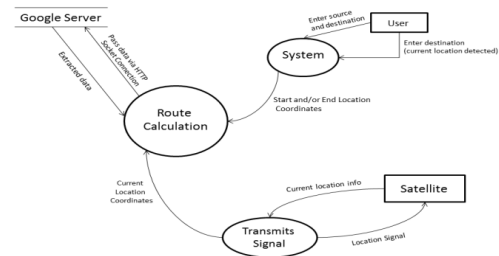 Google Server
Pass data via HTTP
Socket Connection
Extracted data
Enter source
and destination
User
System
Enter destination
(current location detected)
Start and/or End Location
Coordinates
Route
Calculation
Current
Location
Coordinates
Current location info
Satellite
Transmits
Signal
Location Signal